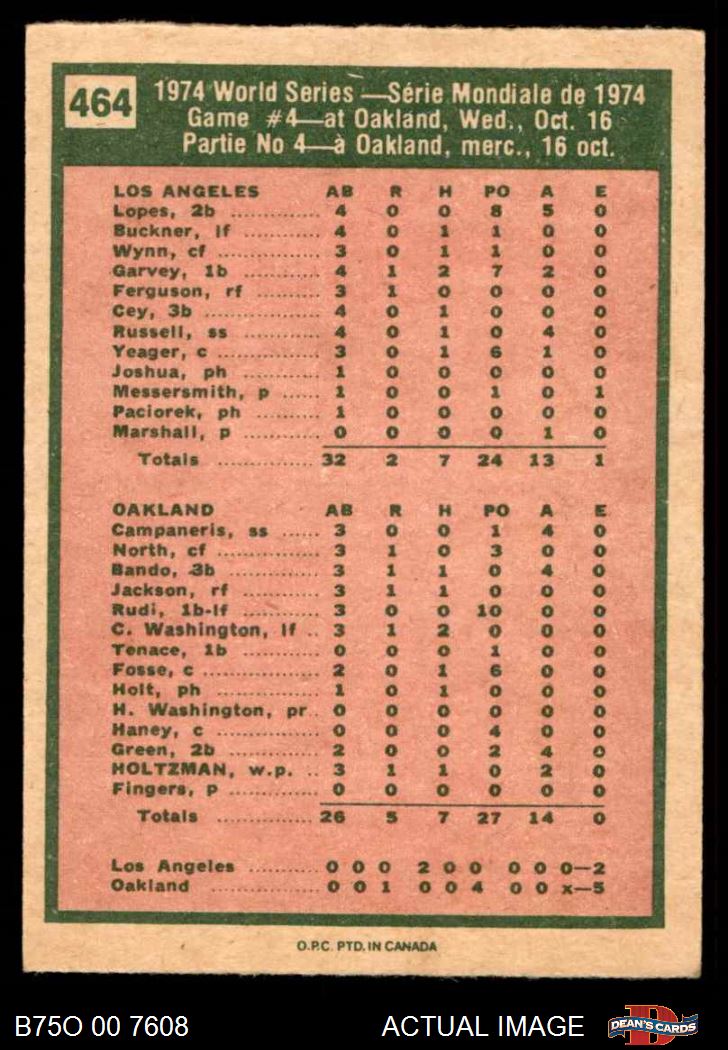 464
1974 World Series—Série Mondiale de 1974
Game #4—at Oakland, Wed., Oct. 16
Partie No 4—à Oakland, merc., 16 oct.
LOS ANGELES AB R H PO A E
Lopes, 2b ............. 4 0 0 8 5 0
Buckner, lf ............ 4 0 1 1 0 0
Wynn, cf .............. 3 0 1 1 0 0
Garvey, 1b ............ 4 1 2 7 2 0
Ferguson, rf .......... 3 1 0 0 0 0
Cey, 3b ............... 4 0 1 0 0 0
Russell, ss ............ 4 0 1 0 4 0
Yeager, c .............. 3 0 1 6 1 0
Joshua, ph ............ 1 0 0 0 0 0
Messersmith, p ...... 1 0 0 1 0 1
Paciorek, ph .......... 1 0 0 0 0 0
Marshall, p ........... 0 0 0 0 1 0
Totals .............. 32 2 7 24 13 1
OAKLAND AB R H PO A E
Campaneris, ss ...... 3 0 0 1 4 0
North, cf .............. 3 1 0 3 0 0
Bando, 3b ............. 3 1 1 0 4 0
Jackson, rf ............ 3 1 1 0 0 0
Rudi, 1b-lf ............ 3 0 0 10 0 0
C. Washington, lf .. 3 1 2 0 0 0
Tenace, 1b ............ 0 0 0 1 0 0
Fosse, c ................ 2 0 1 6 0 0
Holt, ph ............... 1 0 1 0 0 0
H. Washington, pr.. 0 0 0 0 0 0
Haney, c .............. 0 0 0 4 0 0
Green, 2b ............. 2 0 0 2 4 0
HOLTZMAN, w.p. .. 3 1 1 0 2 0
Fingers, p ............. 0 0 0 0 0 0
Totals .............. 26 5 7 27 14 0
Los Angeles .......... 0 0 0 2 0 0 0 0 0—2
Oakland ............... 0 0 1 0 0 4 0 0 x—5
O.P.C. PTD. IN CANADA
B75O 00 7608 ACTUAL IMAGE DEAN'S CARDS